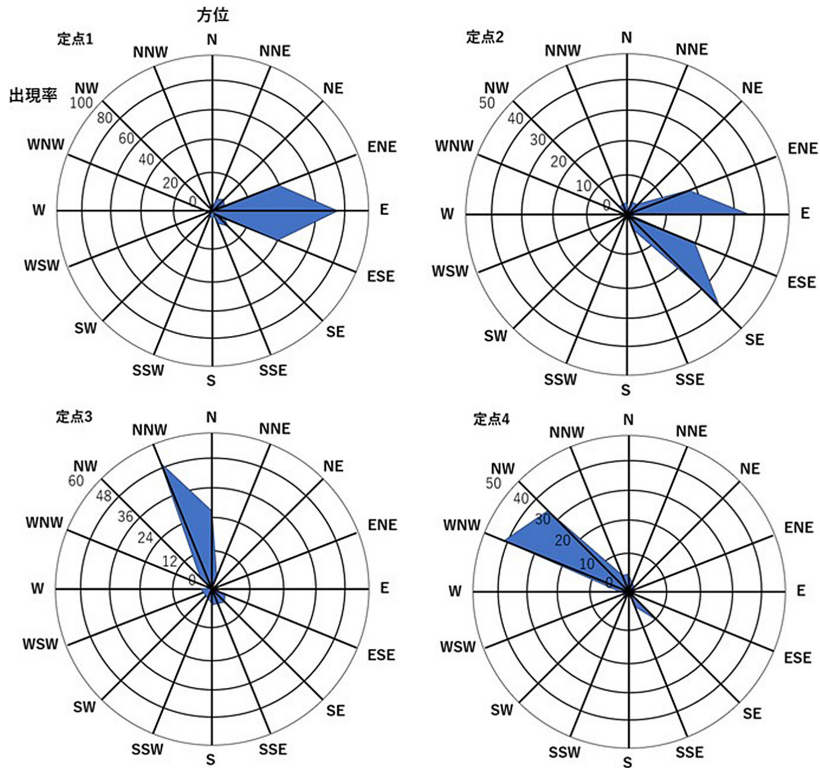 方位
定点1
出現率
N
NNE
NE
ENE
E
ESE
SE
SSE
S
SSW
SW
WSW
W
WNW
NW
NNW
100
80
60
40
20
0
定点2
N
NNE
NE
ENE
E
ESE
SE
SSE
S
SSW
SW
WSW
W
WNW
NW
NNW
50
40
30
20
10
0
定点3
N
NNE
NE
ENE
E
ESE
SE
SSE
S
SSW
SW
WSW
W
WNW
NW
NNW
60
48
36
24
12
0
定点4
N
NNE
NE
ENE
E
ESE
SE
SSE
S
SSW
SW
WSW
W
WNW
NW
NNW
50
40
30
20
10
0